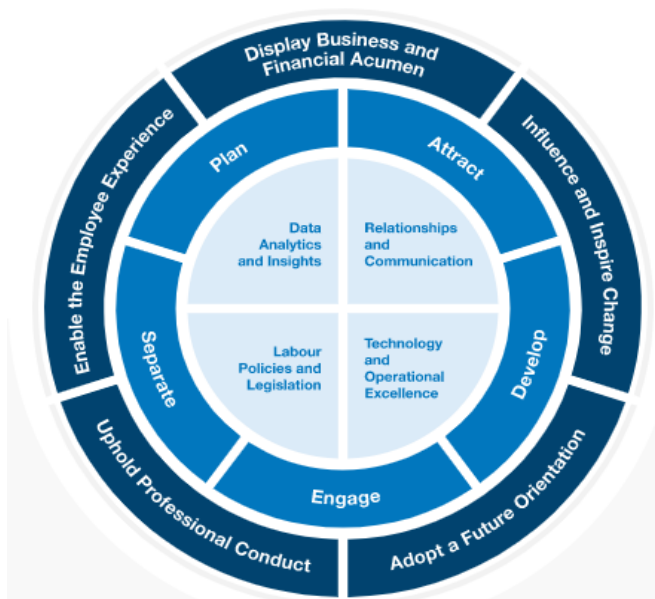 Display Business and
Financial Acumen
Influence and Inspire Change
Adopt a Future Orientation
Uphold Professional Conduct
Enable the Employee Experience
Plan
Attract
Develop
Engage
Separate
Data
Analytics
and Insights
Relationships
and
Communication
Labour
Policies and
Legislation
Technology
and
Operational
Excellence